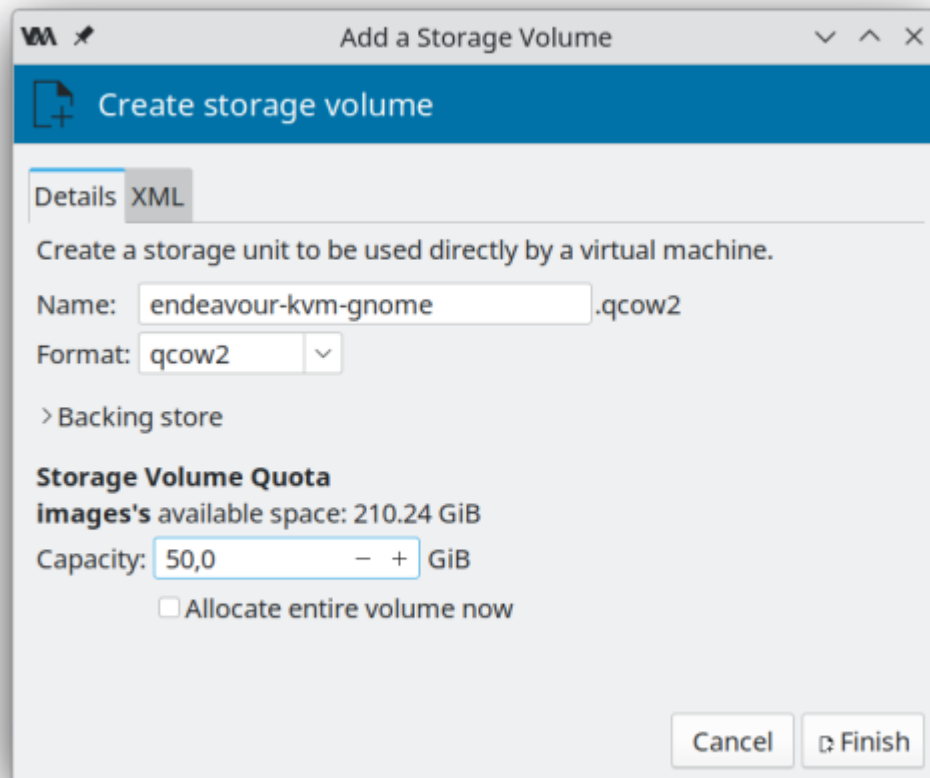 Add a Storage Volume
Create storage volume
Details XML
Create a storage unit to be used directly by a virtual machine.
Name: endeavour-kvm-gnome .qcow2
Format: qcow2
Backing store
Storage Volume Quota
images's available space: 210.24 GiB
Capacity: 50,0 − + GiB
Allocate entire volume now
Cancel Finish